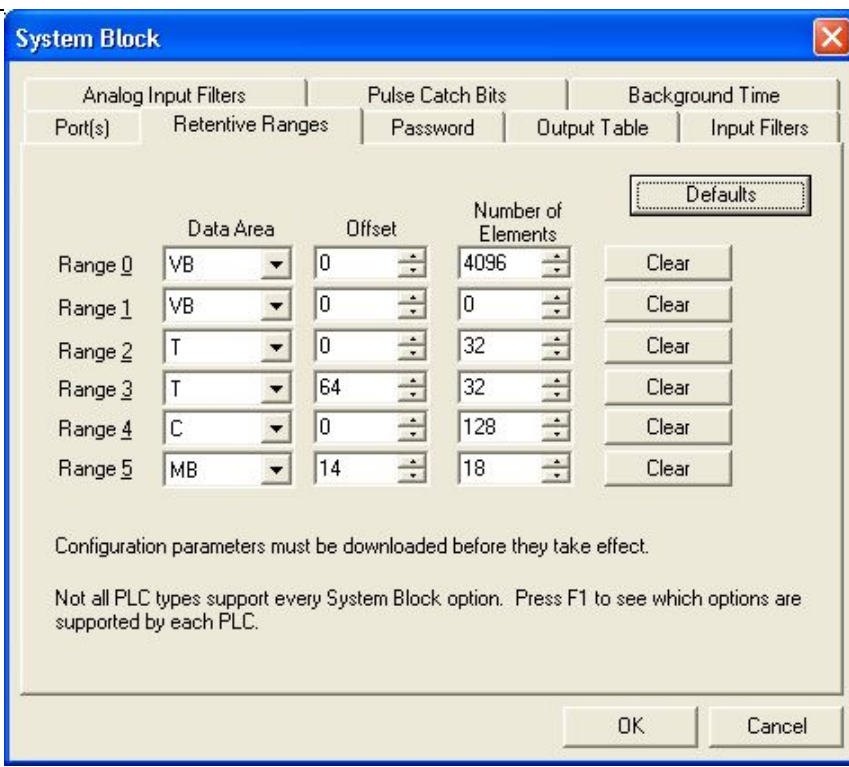 System Block
Analog Input Filters Pulse Catch Bits Background Time
Port(s) Retentive Ranges Password Output Table Input Filters
Defaults
Data Area Offset Number of Elements
Range 0 VB 0 4096 Clear
Range 1 VB 0 0 Clear
Range 2 T 0 32 Clear
Range 3 T 64 32 Clear
Range 4 C 0 128 Clear
Range 5 MB 14 18 Clear
Configuration parameters must be downloaded before they take effect.
Not all PLC types support every System Block option. Press F1 to see which options are
supported by each PLC.
OK Cancel